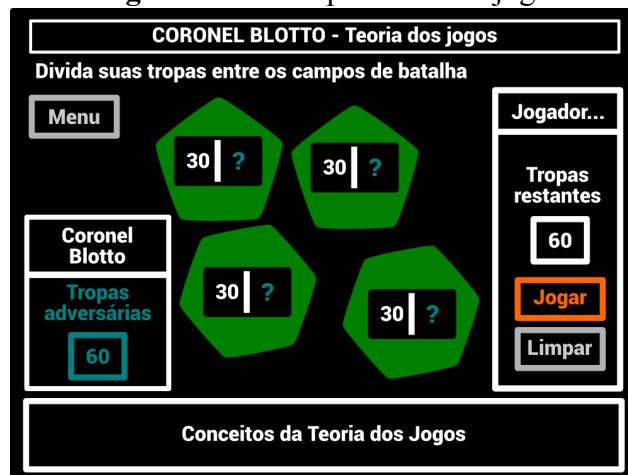 CORONEL BLOTTO - Teoria dos jogos
Divida suas tropas entre os campos de batalha
Menu
30 ?
30 ?
30 ?
30 ?
Coronel
Blotto
Tropas
adversárias
60
Jogador...
Tropas
restantes
60
Jogar
Limpar
Conceitos da Teoria dos Jogos